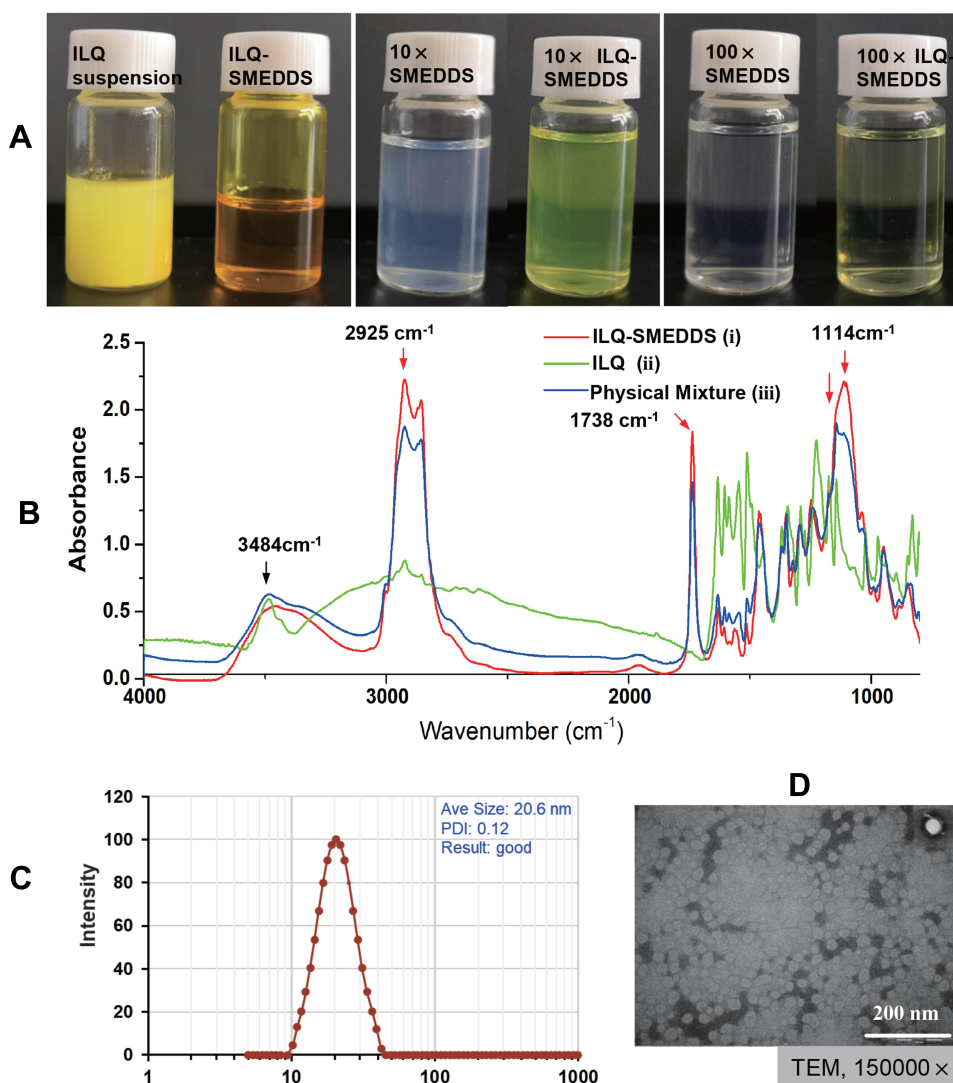 A
ILQ
suspension
ILQ-
SMEDDS
10 ×
SMEDDS
10 × ILQ-
SMEDDS
100 ×
SMEDDS
100 × ILQ-
SMEDDS
B
2925 cm-1
ILQ-SMEDDS (i)
ILQ (ii)
Physical Mixture (iii)
1114cm-1
1738 cm-1
3484cm-1
Absorbance
2.5
2.0
1.5
1.0
0.5
0.0
4000
3000
2000
1000
Wavenumber (cm-1)
C
Ave Size: 20.6 nm
PDI: 0.12
Result: good
Intensity
120
100
80
60
40
20
0
1
10
100
1000
D
200 nm
TEM, 150000 ×